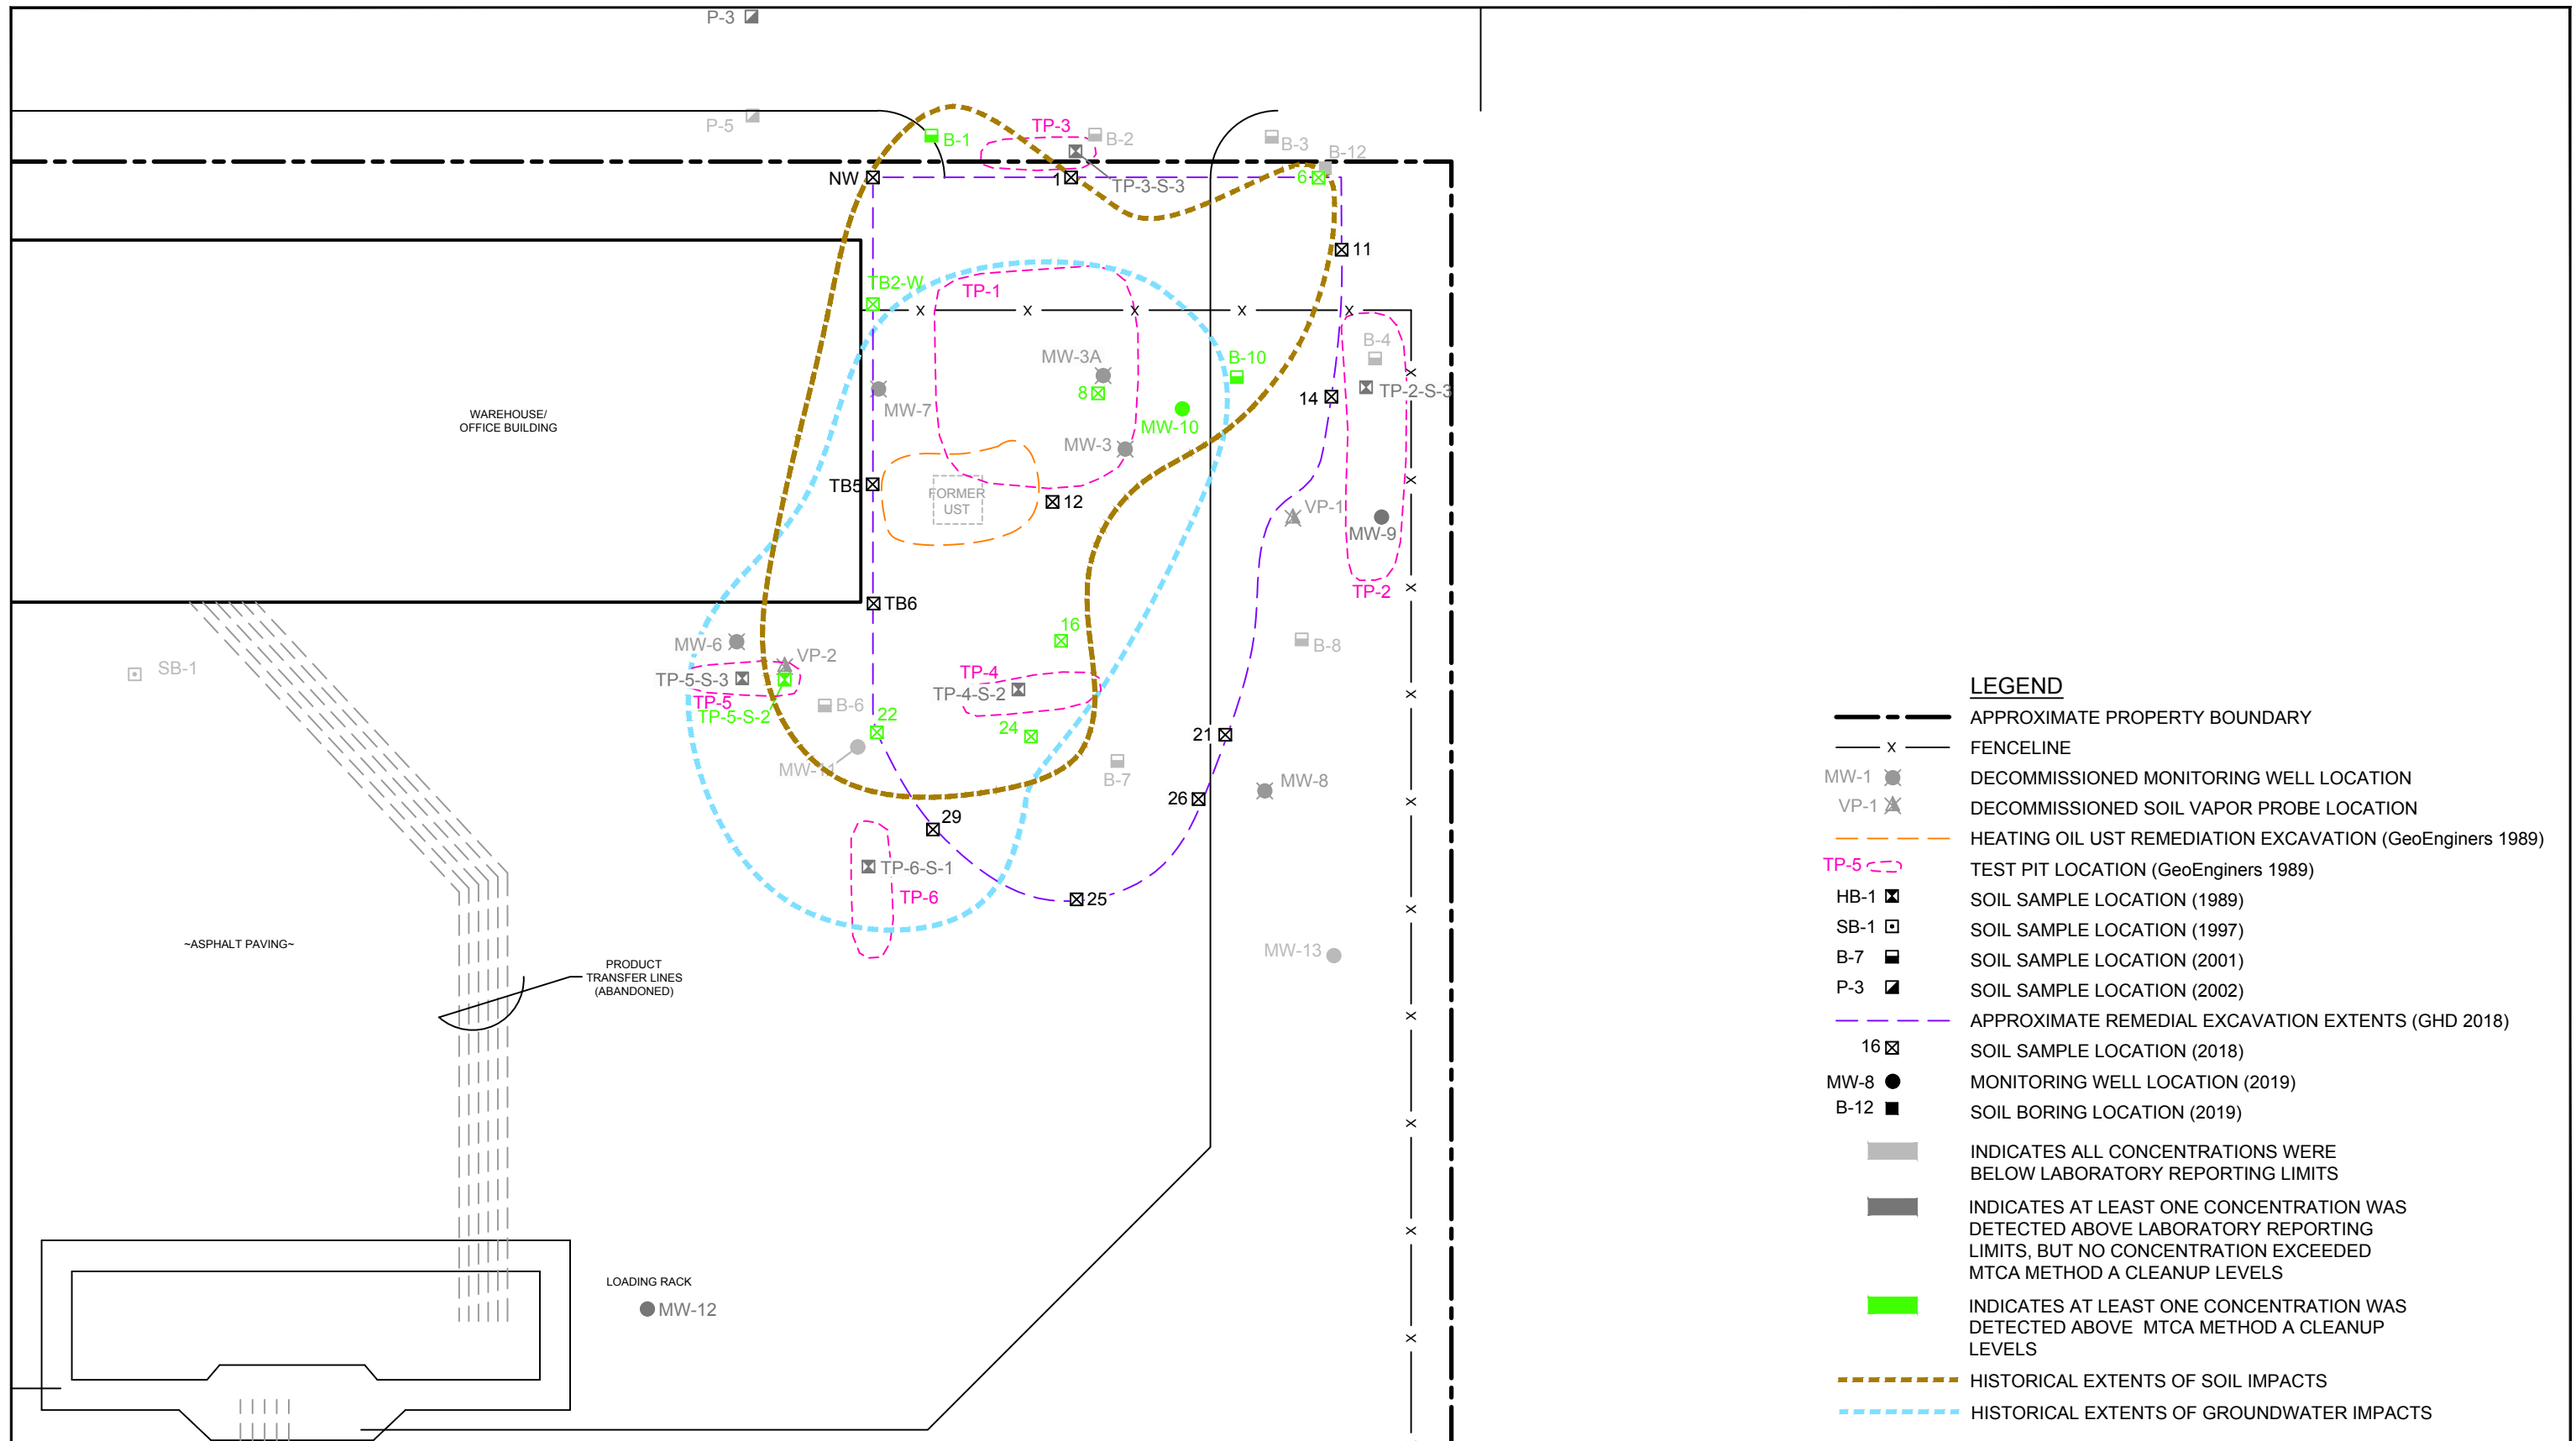 P-3
P-5
B-1
TP-3
B-2
B-3
B-12
NW
1
TP-3-S-3
6
11
TB2-W
TP-1
X X X X X
MW-3A
B-10
B-4
8
TP-2-S-3
MW-7
14
MW-10
WAREHOUSE/
OFFICE BUILDING
MW-3
TB5
FORMER
UST
12
VP-1
MW-9
TP-2
TB6
MW-6
VP-2
16
B-8
SB-1
TP-5-S-3
TP-4
TP-4-S-2
TP-5
TP-5-S-2
B-6
22
24
21
MW-11
B-7
MW-8
26
29
TP-6-S-1
TP-6
25
~ASPHALT PAVING~
MW-13
PRODUCT
TRANSFER LINES
(ABANDONED)
LOADING RACK
MW-12
X
X
X
X
X
X
X
X
X
X
LEGEND
APPROXIMATE PROPERTY BOUNDARY
X FENCELINE
MW-1 DECOMMISSIONED MONITORING WELL LOCATION
VP-1 DECOMMISSIONED SOIL VAPOR PROBE LOCATION
HEATING OIL UST REMEDIATION EXCAVATION (GeoEnginers 1989)
TP-5 TEST PIT LOCATION (GeoEnginers 1989)
HB-1 SOIL SAMPLE LOCATION (1989)
SB-1 SOIL SAMPLE LOCATION (1997)
B-7 SOIL SAMPLE LOCATION (2001)
P-3 SOIL SAMPLE LOCATION (2002)
APPROXIMATE REMEDIAL EXCAVATION EXTENTS (GHD 2018)
16 SOIL SAMPLE LOCATION (2018)
MW-8 MONITORING WELL LOCATION (2019)
B-12 SOIL BORING LOCATION (2019)
INDICATES ALL CONCENTRATIONS WERE
BELOW LABORATORY REPORTING LIMITS
INDICATES AT LEAST ONE CONCENTRATION WAS
DETECTED ABOVE LABORATORY REPORTING
LIMITS, BUT NO CONCENTRATION EXCEEDED
MTCA METHOD A CLEANUP LEVELS
INDICATES AT LEAST ONE CONCENTRATION WAS
DETECTED ABOVE MTCA METHOD A CLEANUP
LEVELS
HISTORICAL EXTENTS OF SOIL IMPACTS
HISTORICAL EXTENTS OF GROUNDWATER IMPACTS